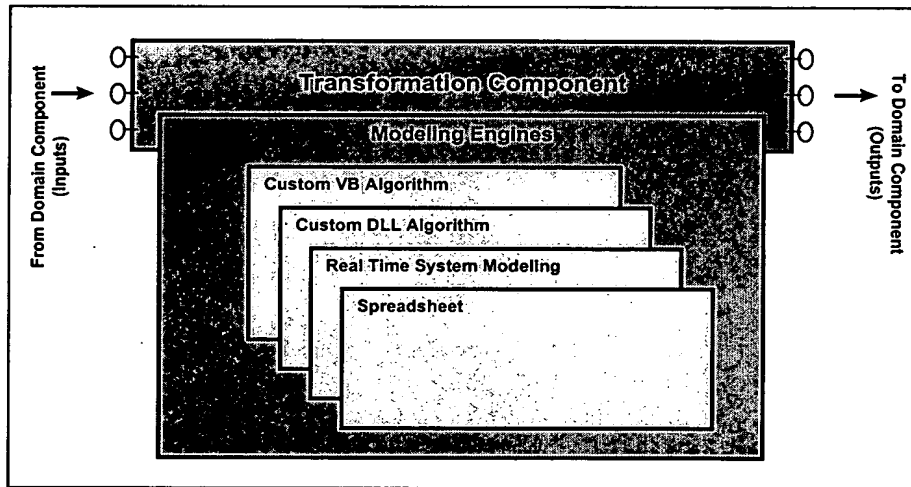 From Domain Component
(Inputs)
Transformation Component
Modeling Engines
Custom VB Algorithm
Custom DLL Algorithm
Real Time System Modeling
Spreadsheet
To Domain Component
(Outputs)